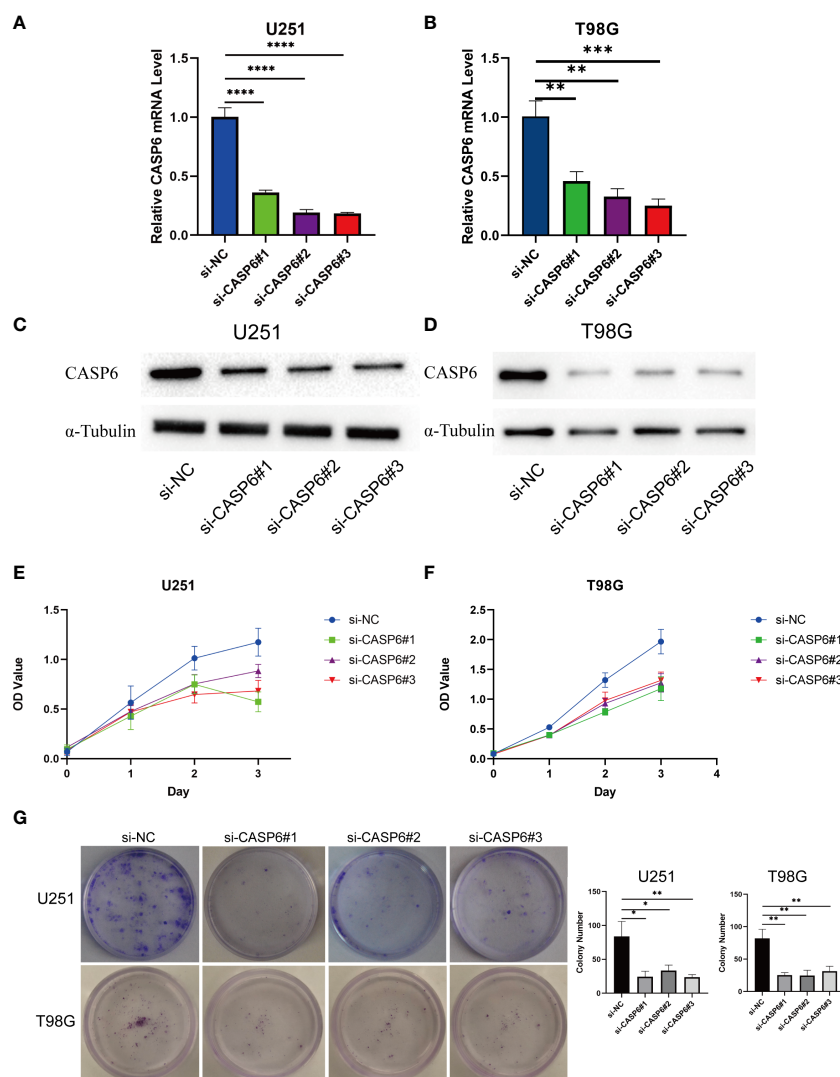 A
U251
Relative CASP6 mRNA Level
1.5
1.0
0.5
0.0
****
****
****
si-NC
si-CASP6#1
si-CASP6#2
si-CASP6#3
B
T98G
Relative CASP6 mRNA Level
1.5
1.0
0.5
0.0
***
**
**
si-NC
si-CASP6#1
si-CASP6#2
si-CASP6#3
C
U251
CASP6
α-Tubulin
si-NC
si-CASP6#1
si-CASP6#2
si-CASP6#3
D
T98G
CASP6
α-Tubulin
si-NC
si-CASP6#1
si-CASP6#2
si-CASP6#3
E
U251
OD Value
1.5
1.0
0.5
0.0
0 1 2 3
Day
si-NC
si-CASP6#1
si-CASP6#2
si-CASP6#3
F
T98G
OD Value
2.5
2.0
1.5
1.0
0.5
0.0
0 1 2 3 4
Day
si-NC
si-CASP6#1
si-CASP6#2
si-CASP6#3
G
si-NC si-CASP6#1 si-CASP6#2 si-CASP6#3
U251
T98G
U251
Colony Number
100
75
50
25
0
**
*
*
si-NC
si-CASP6#1
si-CASP6#2
si-CASP6#3
T98G
Colony Number
150
100
50
0
**
**
**
si-NC
si-CASP6#1
si-CASP6#2
si-CASP6#3